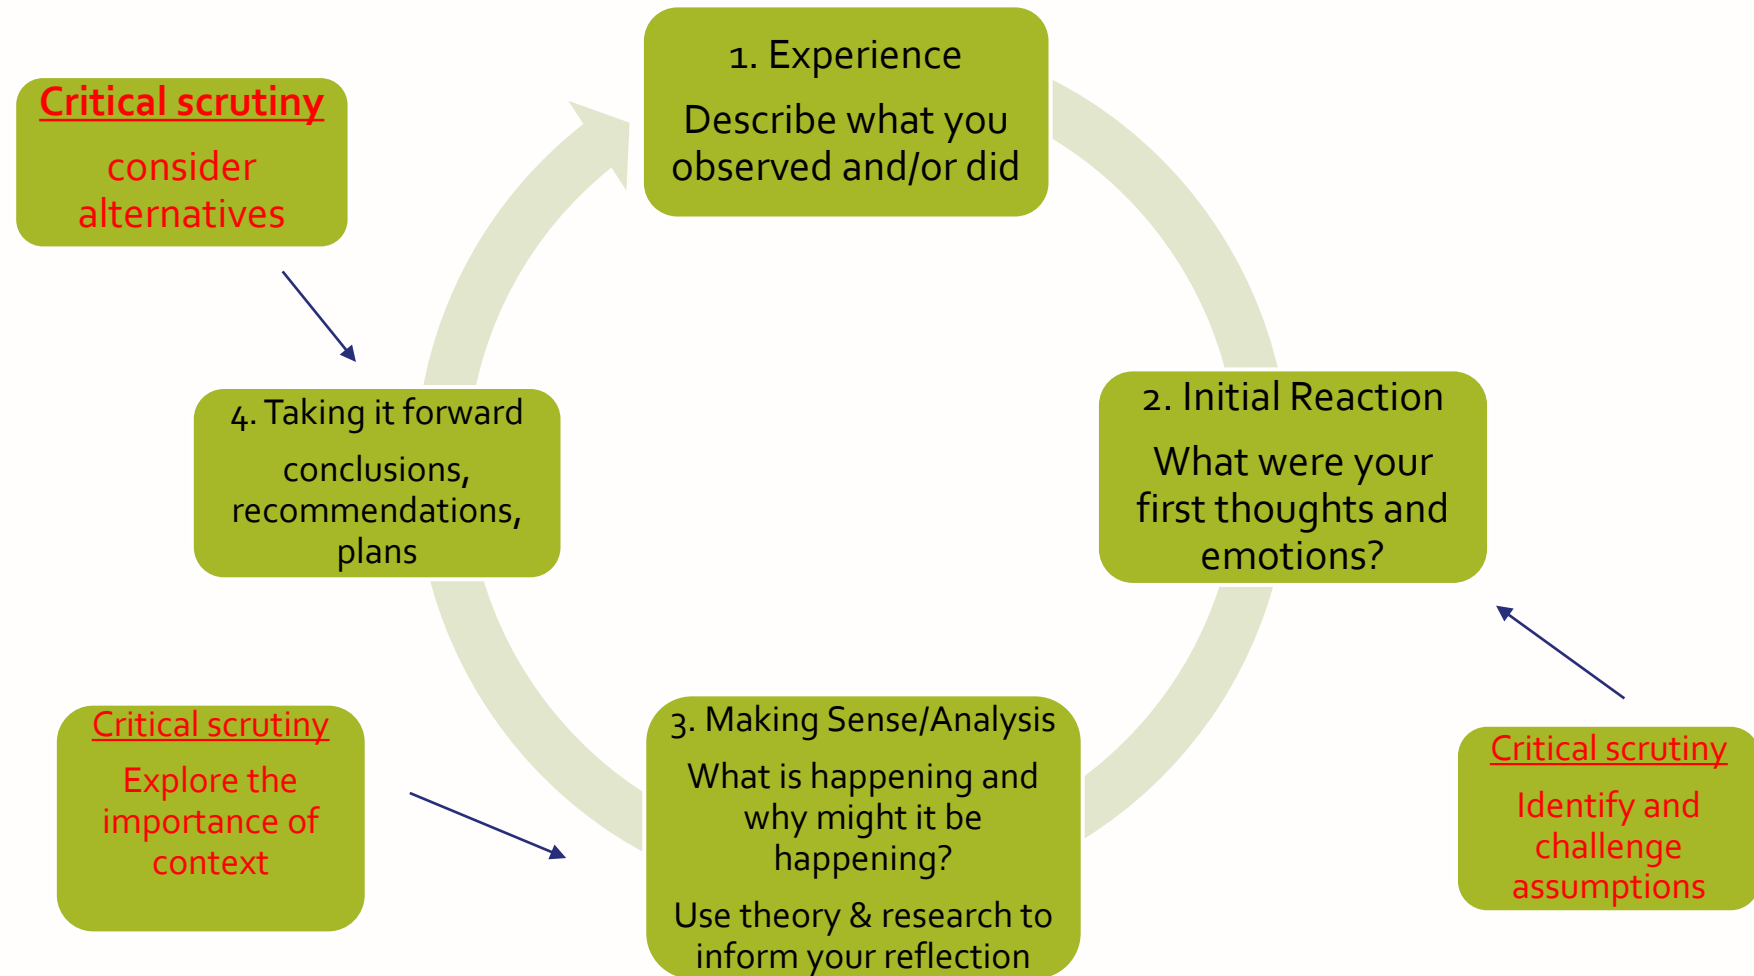 1. Experience
Describe what you
observed and/or did
Critical scrutiny
consider
alternatives
2. Initial Reaction
What were your
first thoughts and
emotions?
4. Taking it forward
conclusions,
recommendations,
plans
3. Making Sense/Analysis
What is happening and
why might it be
happening?
Use theory & research to
inform your reflection
Critical scrutiny
Explore the
importance of
context
Critical scrutiny
Identify and
challenge
assumptions